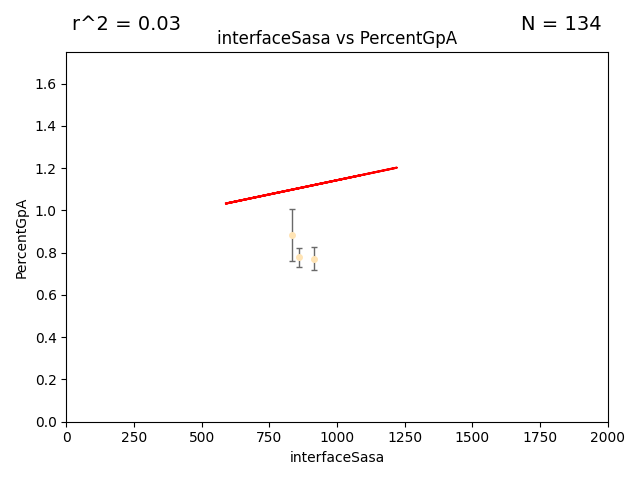 r^2 = 0.03
N = 134
interfaceSasa vs PercentGpA
PercentGpA
1.6
1.4
1.2
1.0
0.8
0.6
0.4
0.2
0.0
0 250 500 750 1000 1250 1500 1750 2000
interfaceSasa